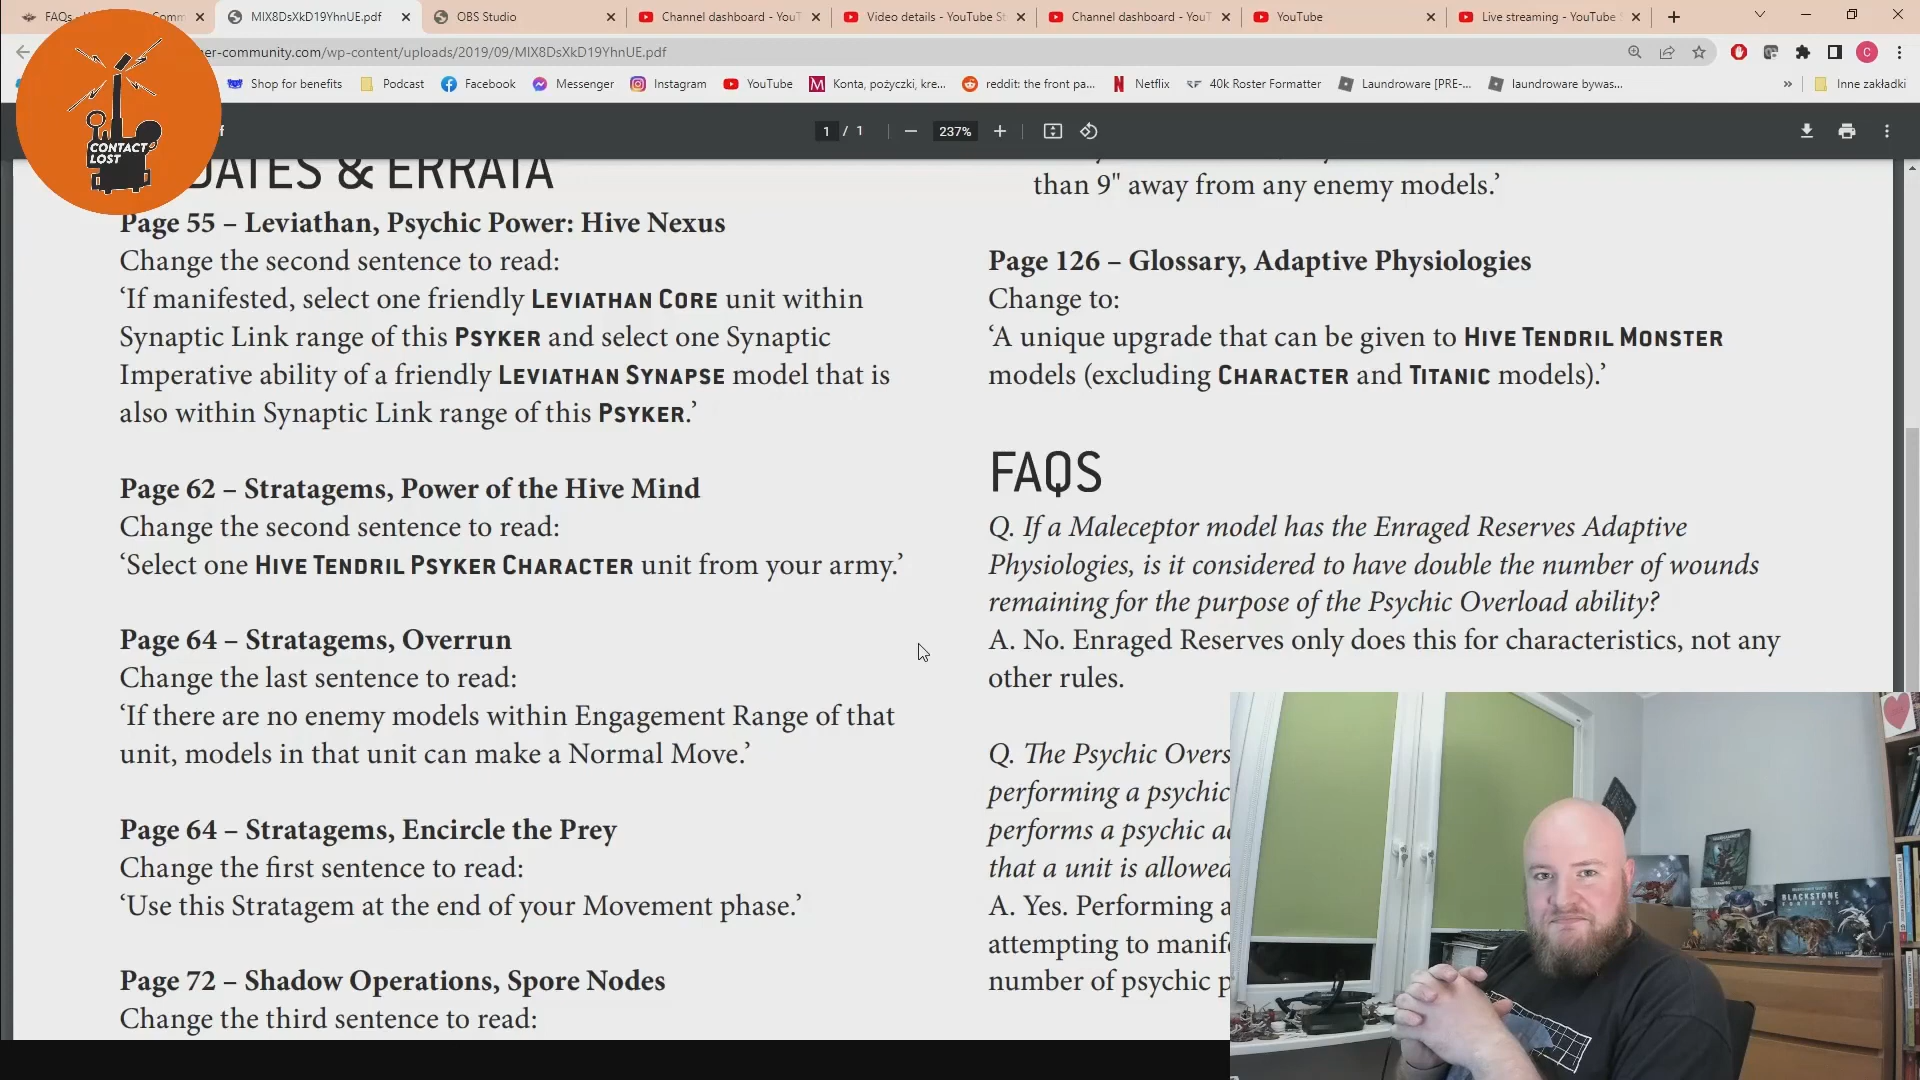 FAQs
MIX8DsXkD19YhnUE.pdf
OBS Studio
Channel dashboard - YouT
Video details - YouTube St
Channel dashboard - YouT
YouTube
Live streaming - YouTube S
er-community.com/wp-content/uploads/2019/09/MIX8DsXkD19YhnUE.pdf
C
Shop for benefits
Podcast
Facebook
Messenger
Instagram
YouTube
Konta, pożyczki, kre...
reddit: the front pa...
Netflix
40k Roster Formatter
Laundroware [PRE-...
laundroware bywas...
»
Inne zakładki
1 / 1
237%
CONTACT
LOST
DATES & ERRATA
Page 55 – Leviathan, Psychic Power: Hive Nexus
Change the second sentence to read:
‘If manifested, select one friendly LEVIATHAN CORE unit within
Synaptic Link range of this PSYKER and select one Synaptic
Imperative ability of a friendly LEVIATHAN SYNAPSE model that is
also within Synaptic Link range of this PSYKER.’
Page 62 – Stratagems, Power of the Hive Mind
Change the second sentence to read:
‘Select one HIVE TENDRIL PSYKER CHARACTER unit from your army.’
Page 64 – Stratagems, Overrun
Change the last sentence to read:
‘If there are no enemy models within Engagement Range of that
unit, models in that unit can make a Normal Move.’
Page 64 – Stratagems, Encircle the Prey
Change the first sentence to read:
‘Use this Stratagem at the end of your Movement phase.’
Page 72 – Shadow Operations, Spore Nodes
Change the third sentence to read:
than 9" away from any enemy models.’
Page 126 – Glossary, Adaptive Physiologies
Change to:
‘A unique upgrade that can be given to HIVE TENDRIL MONSTER
models (excluding CHARACTER and TITANIC models).’
FAQS
Q. If a Maleceptor model has the Enraged Reserves Adaptive
Physiologies, is it considered to have double the number of wounds
remaining for the purpose of the Psychic Overload ability?
A. No. Enraged Reserves only does this for characteristics, not any
other rules.
Q. The Psychic Overs
performing a psychic
performs a psychic a
that a unit is allowed
A. Yes. Performing a
attempting to manif
number of psychic p
BLACKSTONE
FORTRESS